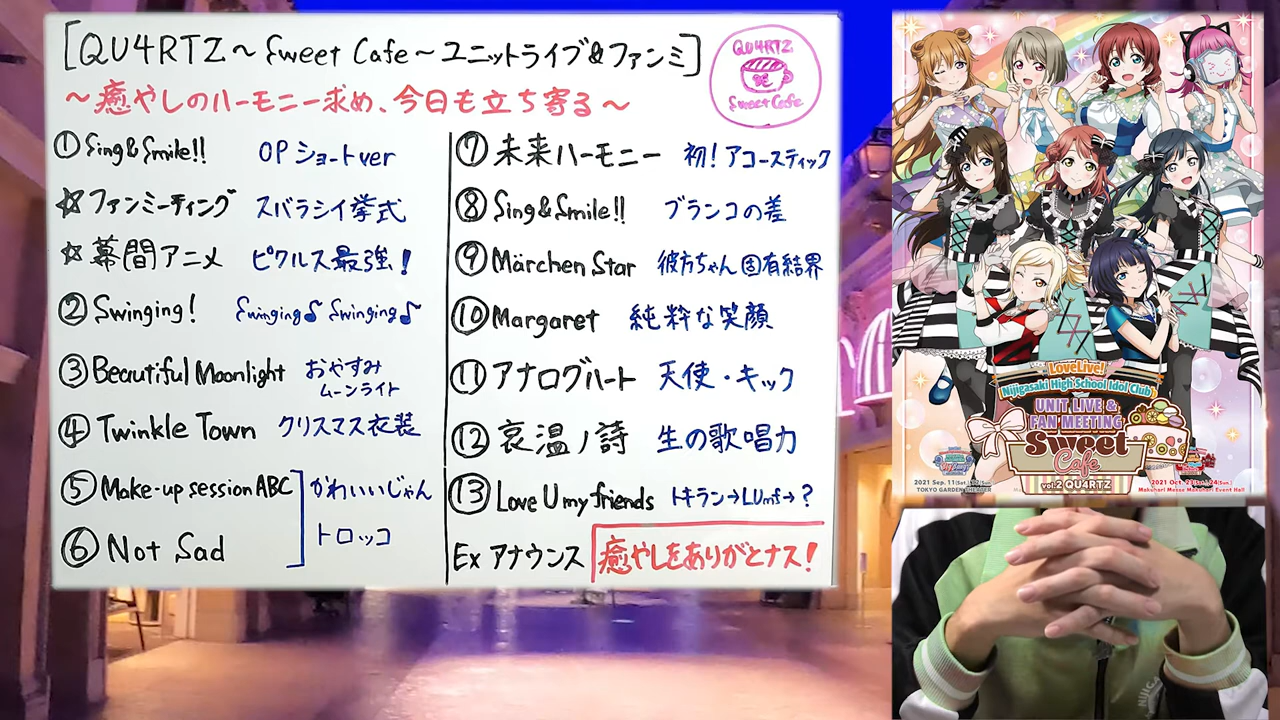 [QU4RTZ～Sweet Cafe～ユニットライブ&ファンミ]
～癒やしのハーモニー求め、今日も立ち寄る～
QU4RTZ
Sweet Cafe
①Sing&Smile!! OPショートver
☆ファンミーティング スバラシイ挙式
☆幕間アニメ ピクルス最強!
②Swinging! Swinging♪ Swinging♪
③Beautiful Moonlight おやすみ
ムーンライト
④Twinkle Town クリスマス衣装
⑤Make-up session ABC かわいいじゃん
⑥Not Sad トロッコ
⑦未来ハーモニー 初!アコースティック
⑧Sing&Smile!! ブランコの差
⑨Märchen Star 彼方ちゃん固有結界
⑩Margaret 純粋な笑顔
⑪アナログハート 天使・キック
⑫哀温ノ詩 生の歌唱力
⑬Love U my friends トキラン→LUmf→?
Ex アナウンス 癒やしをありがとナス!
LoveLive!
Nijigasaki High School Idol Club
UNIT LIVE &
FAN MEETING
Sweet
Cafe
vol.2 QU4RTZ
TOKYO GARDEN THEATER
Makuhari Messe Makuhari Event Hall